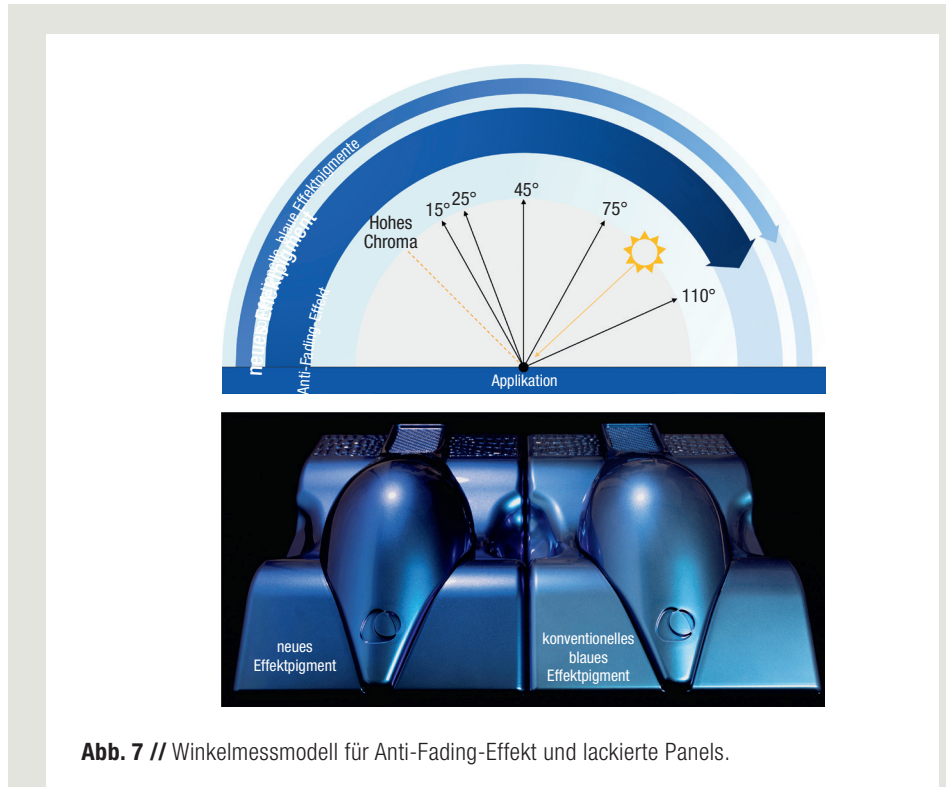 konventionelle blaue Effektpigmente
neues Effektpigment
Anti-Fading-Effekt
Hohes
Chroma
15°
25°
45°
75°
110°
Applikation
neues
Effektpigment
konventionelles
blaues
Effektpigment
Abb. 7 // Winkelmessmodell für Anti-Fading-Effekt und lackierte Panels.